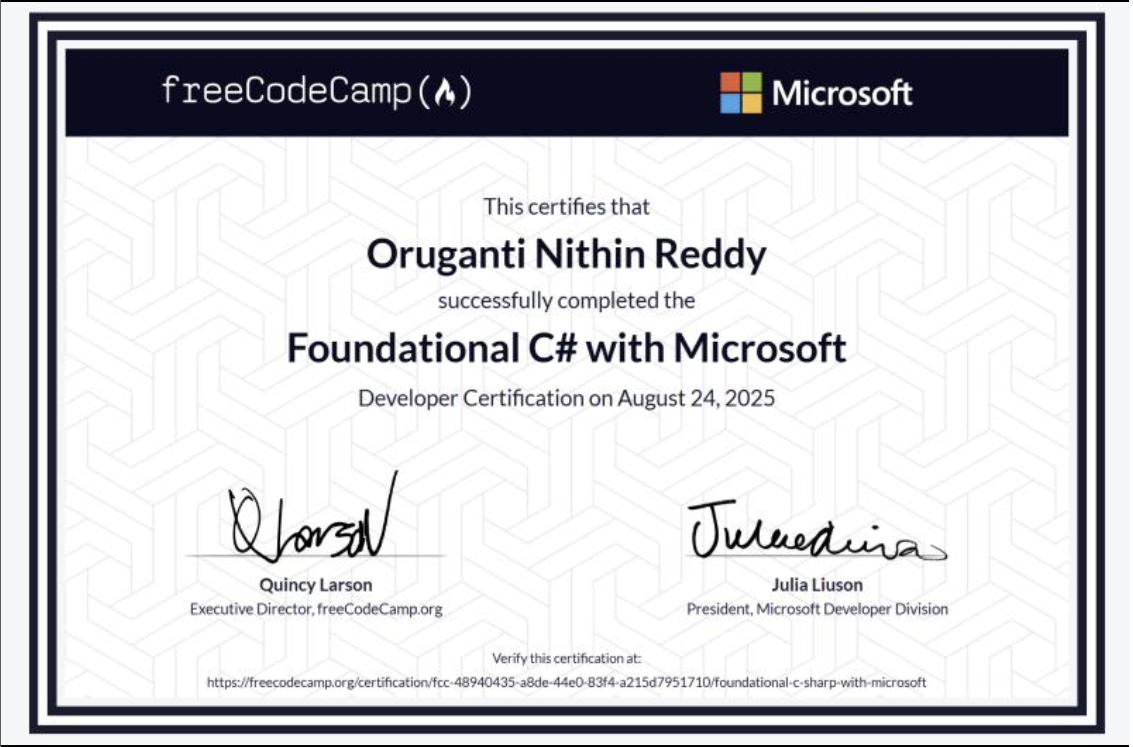 freeCodeCamp(🔥)
Microsoft
This certifies that
Oruganti Nithin Reddy
successfully completed the
Foundational C# with Microsoft
Developer Certification on August 24, 2025
QLarson
Quincy Larson
Executive Director, freeCodeCamp.org
Julia Liuson
President, Microsoft Developer Division
Verify this certification at:
https://freecodecamp.org/certification/fcc-48940435-a8de-44e0-83f4-a215d7951710/foundational-c-sharp-with-microsoft